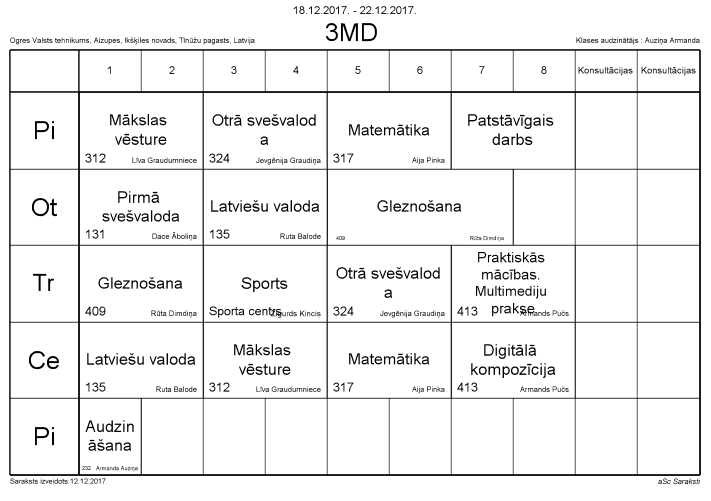 18.12.2017. - 22.12.2017.
3MD
Ogres Valsts tehnikums, Aizupes, Ikšķiles novads, Tīnūžu pagasts, Latvija
Klases audzinātājs : Auziņa Armanda
1 2 3 4 5 6 7 8 Konsultācijas Konsultācijas
Pi
Mākslas
vēsture
312 Līva Graudumniece
Otrā svešvalod
a
324 Jevgēnija Graudiņa
Matemātika
317 Aija Pinka
Patstāvīgais
darbs
Ot
Pirmā
svešvaloda
131 Dace Āboliņa
Latviešu valoda
135 Ruta Balode
Gleznošana
409 Rūta Dimdiņa
Tr
Gleznošana
409 Rūta Dimdiņa
Sports
Sporta centrs Zigurds Kincis
Otrā svešvalod
a
324 Jevgēnija Graudiņa
Praktiskās
mācības.
Multimediju
prakse
413 Armands Pučs
Ce
Latviešu valoda
135 Ruta Balode
Mākslas
vēsture
312 Līva Graudumniece
Matemātika
317 Aija Pinka
Digitālā
kompozīcija
413 Armands Pučs
Pi
Audzin
āšana
232 Armanda Auziņa
Saraksts izveidots:12.12.2017
aSc Saraksti